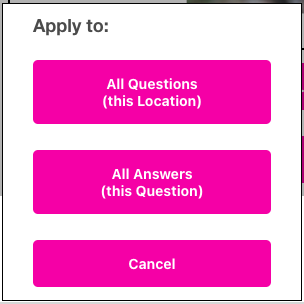 Apply to:
All Questions
(this Location)
All Answers
(this Question)
Cancel